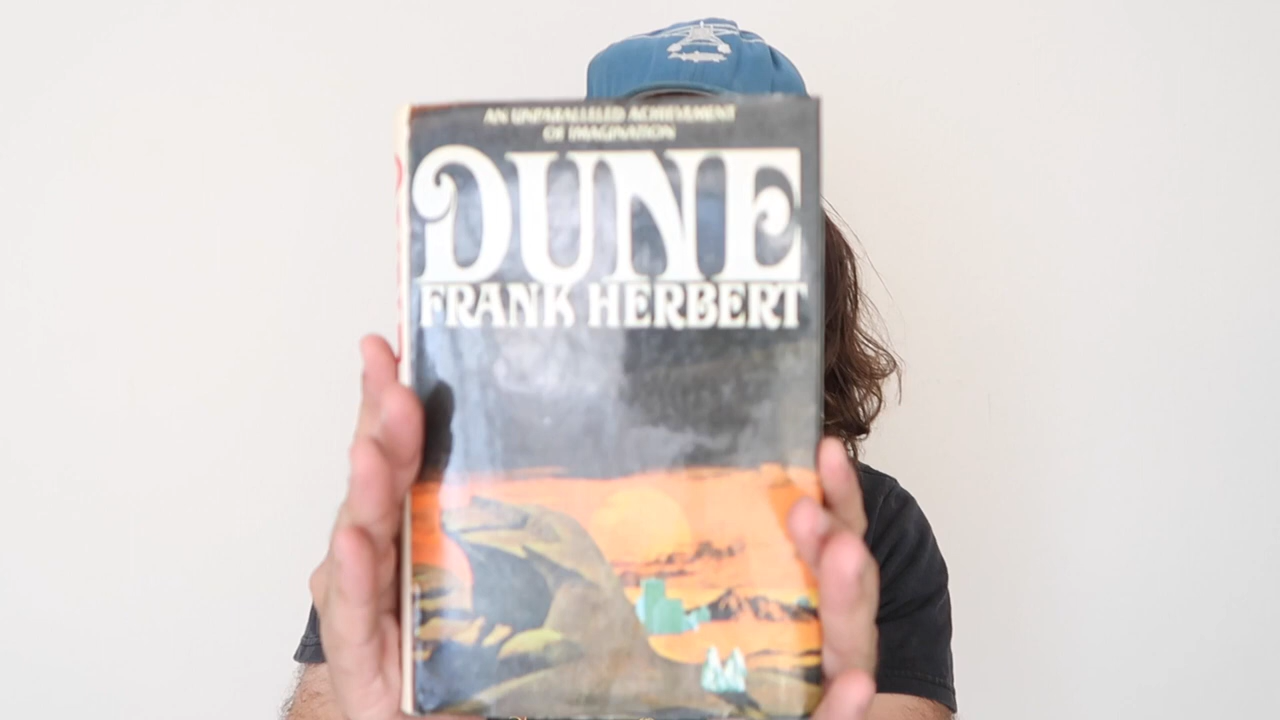 AN UNPARALLELED ACHIEVEMENT
OF IMAGINATION
DUNE
FRANK HERBERT